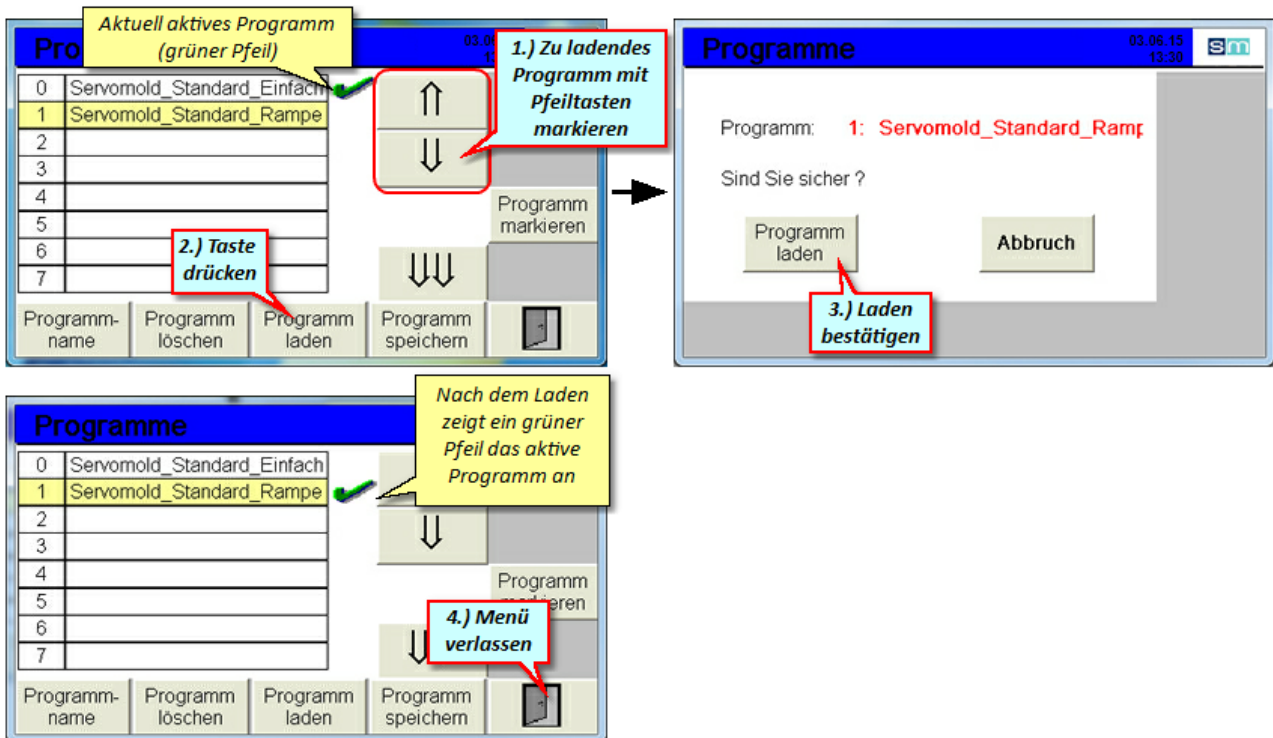 Aktuell aktives Programm
(grüner Pfeil)
0 Servomold_Standard_Einfach
1 Servomold_Standard_Rampe
2
3
4
5
6
7
⇑
⇓
⇓⇓
1.) Zu ladendes
Programm mit
Pfeiltasten
markieren
Programm
markieren
2.) Taste
drücken
Programm-
name
Programm
löschen
Programm
laden
Programm
speichern
Programme
03.06.15
13:30
sm
Programm: 1: Servomold_Standard_Ramp
Sind Sie sicher ?
Programm
laden
Abbruch
3.) Laden
bestätigen
Programme
Nach dem Laden
zeigt ein grüner
Pfeil das aktive
Programm an
0 Servomold_Standard_Einfach
1 Servomold_Standard_Rampe
2
3
4
5
6
7
⇓
Programm
4.) Menü
verlassen
Programm-
name
Programm
löschen
Programm
laden
Programm
speichern